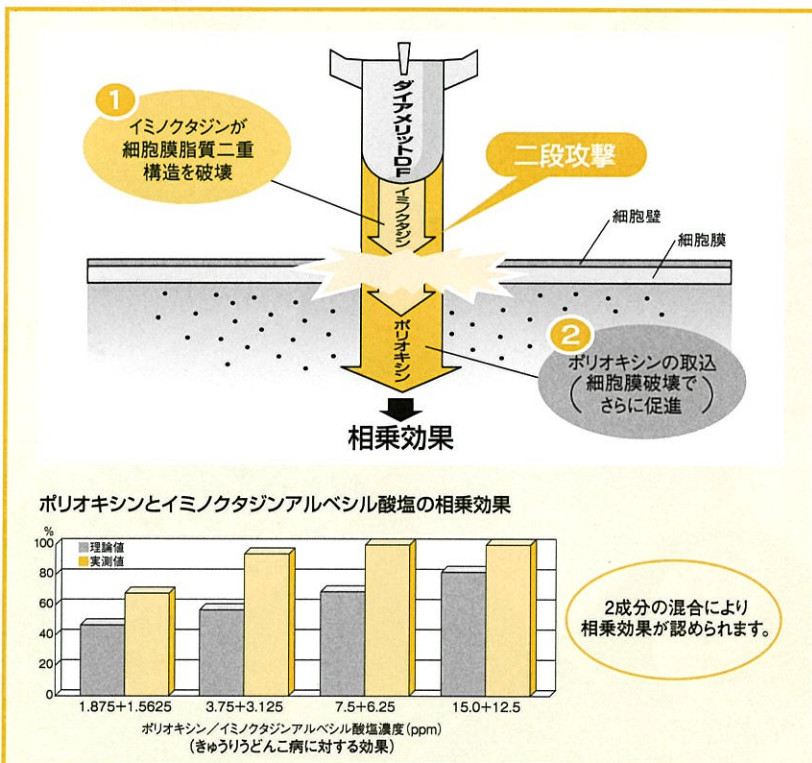 1
イミノクタジンが
細胞膜脂質二重
構造を破壊
ダイアメリットDF
イミノクタジン
二段攻撃
細胞壁
細胞膜
ポリオキシン
2
ポリオキシンの取込
(細胞膜破壊で
さらに促進)
相乗効果
ポリオキシンとイミノクタジンアルベシル酸塩の相乗効果
%
100
80
60
40
20
0
理論値
実測値
1.875+1.5625 3.75+3.125 7.5+6.25 15.0+12.5
ポリオキシン/イミノクタジンアルベシル酸塩濃度(ppm)
(きゅうりうどんこ病に対する効果)
2成分の混合により
相乗効果が認められます。